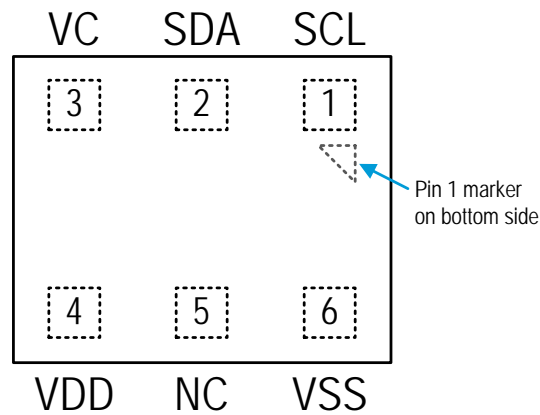 VC SDA SCL
3 2 1
Pin 1 marker
on bottom side
4 5 6
VDD NC VSS